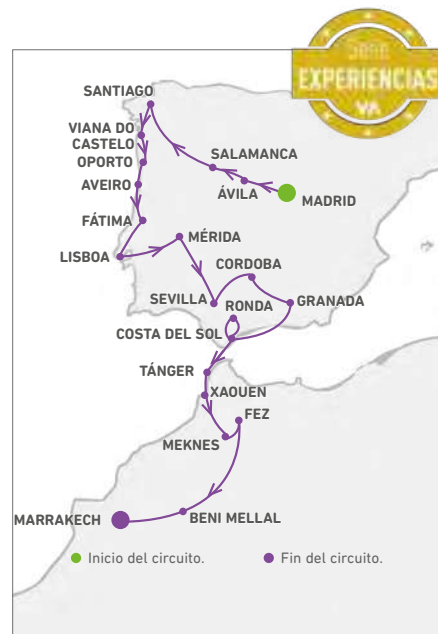 SERIE
EXPERIENCIAS
VA
SANTIAGO
VIANA DO
CASTELO
OPORTO
AVEIRO
FÁTIMA
LISBOA
SALAMANCA
ÁVILA
MADRID
MÉRIDA
CORDOBA
SEVILLA
RONDA
GRANADA
COSTA DEL SOL
TÁNGER
XAOUEN
FEZ
MEKNES
MARRAKECH
BENI MELLAL
Inicio del circuito.
Fin del circuito.